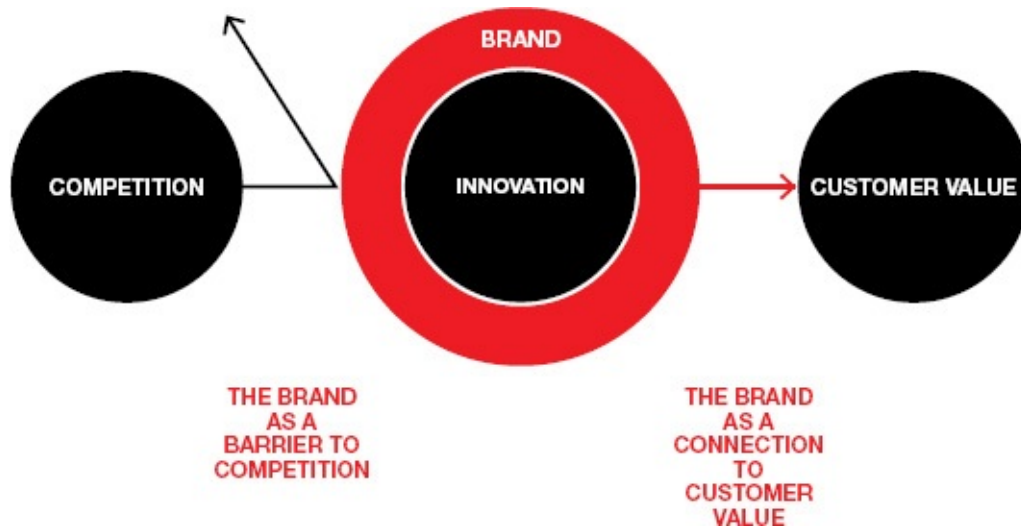 BRAND
COMPETITION
INNOVATION
CUSTOMER VALUE
THE BRAND
AS A
BARRIER TO
COMPETITION
THE BRAND
AS A
CONNECTION
TO
CUSTOMER
VALUE